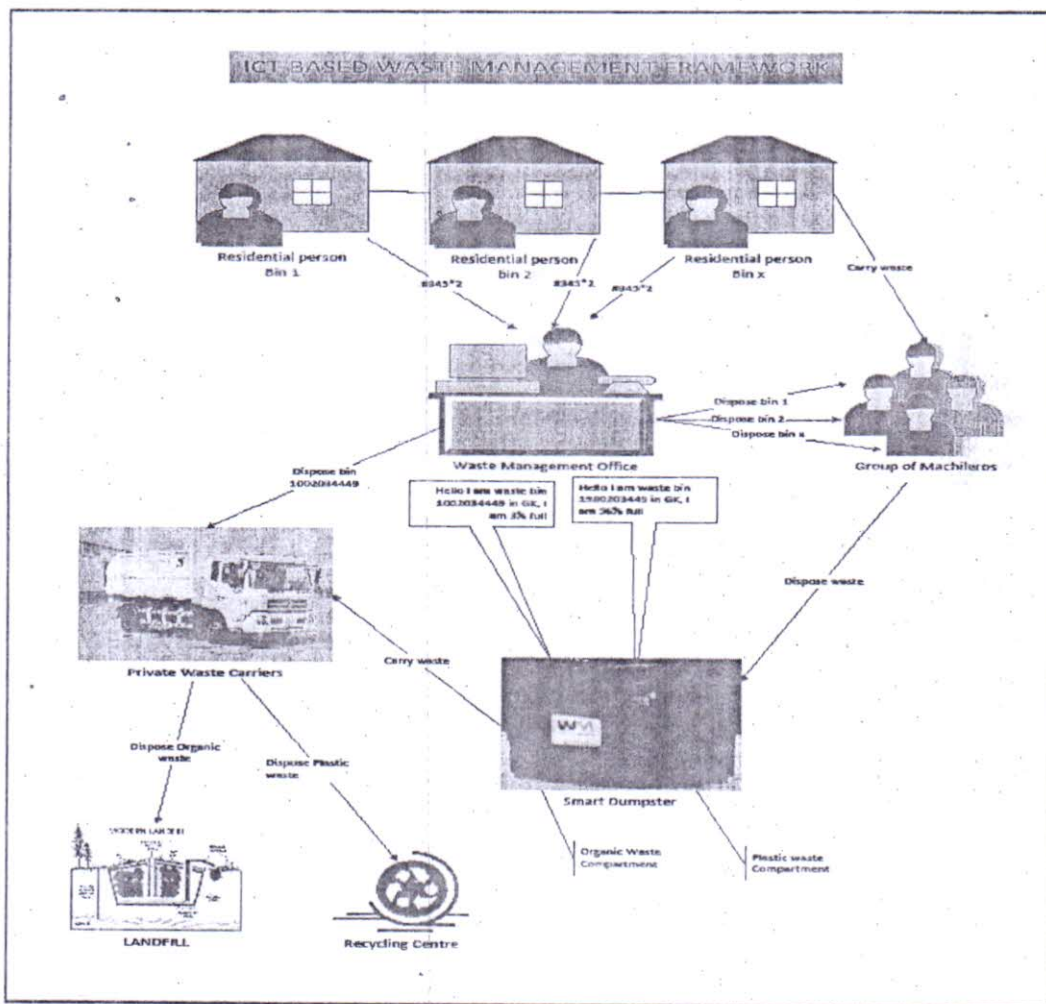 ICT-BASED WASTE MANAGEMENT FRAMEWORK
Residential person
Bin 1
Residential person
bin 2
Residential person
Bin x
#345*2
#345*2
#345*2
Carry waste
Dispose bin 1
Dispose bin 2
Dispose bin x
Waste Management Office
Group of Machileros
Dispose bin
1002034449
Hello I am waste bin
1002034449 in GK, I
am 3% full
Hello I am waste bin
in GK, I
am 36% full
Dispose waste
Private Waste Carriers
Carry waste
WM
Smart Dumpster
Dispose Organic
waste
Dispose Plastic
waste
Organic Waste
Compartment
Plastic waste
Compartment
MODERN LANDFILL
LANDFILL
Recycling Centre